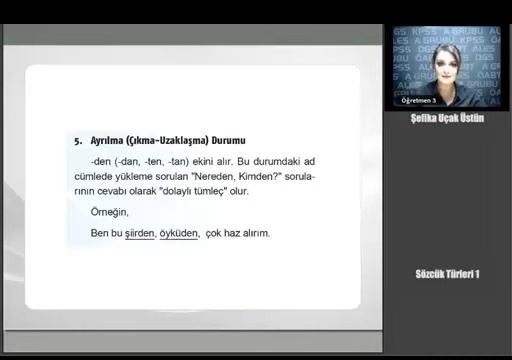 5. Ayrılma (Çıkma-Uzaklaşma) Durumu
-den (-dan, -ten, -tan) ekini alır. Bu durumdaki ad
cümlede yükleme sorulan "Nereden, Kimden?" sorula-
rının cevabı olarak "dolaylı tümleç" olur.
Örneğin,
Ben bu şiirden, öyküden, çok haz alırım.
Öğretmen 3
Şefika Uçak Üstün
Sözcük Türleri 1